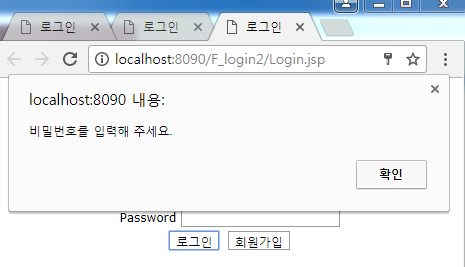 로그인 로그인 로그인
localhost:8090/F_login2/Login.jsp
localhost:8090 내용:
비밀번호를 입력해 주세요.
확인
Password
로그인 회원가입